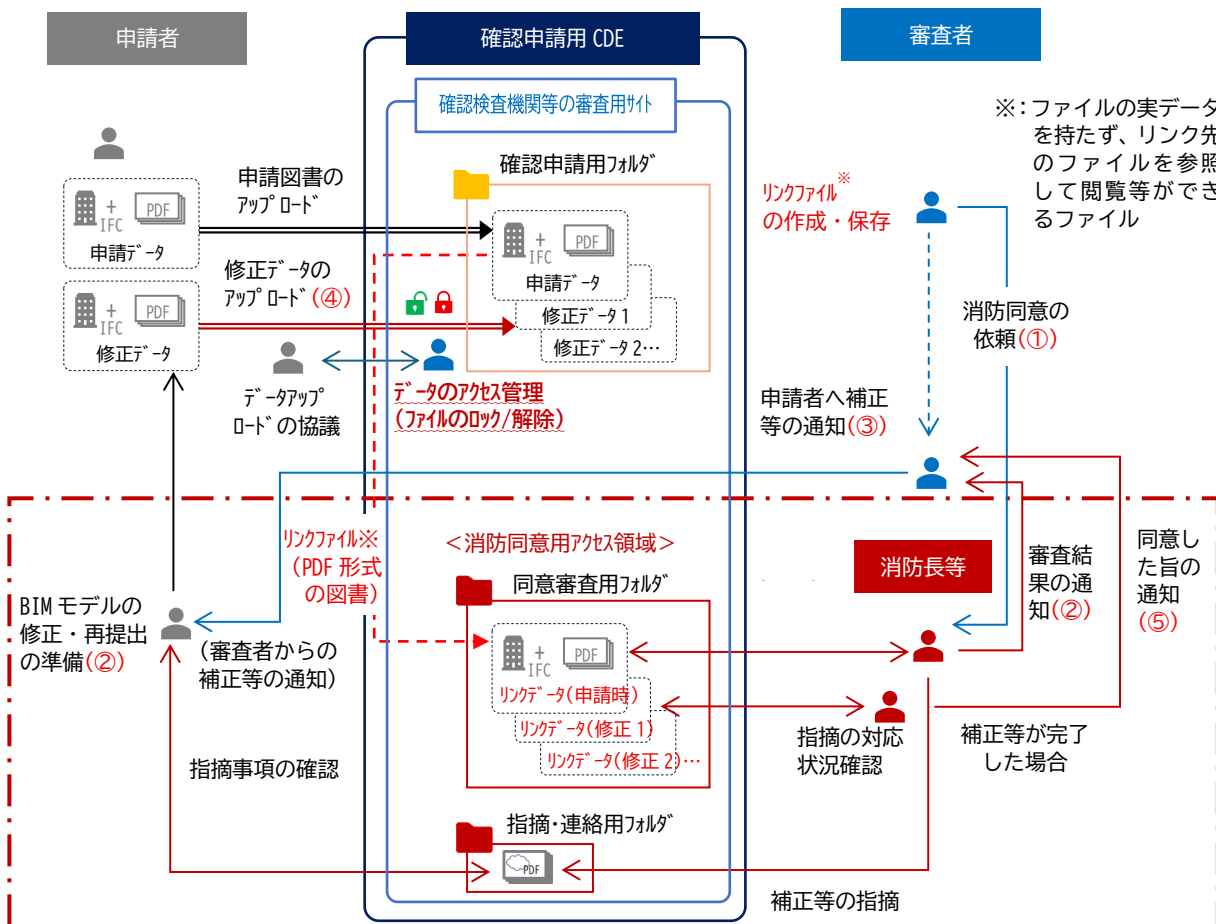 申請者
確認申請用 CDE
審査者
確認検査機関等の審査用ｻｲﾄ
※：ファイルの実データ
を持たず、リンク先
のファイルを参照
して閲覧等ができ
るファイル
確認申請用ﾌｫﾙﾀﾞ
申請図書の
ｱｯﾌﾟﾛｰﾄﾞ
ﾘﾝｸﾌｧｲﾙ※
の作成・保存
+
IFC
PDF
申請データ
+
IFC
PDF
申請ﾃﾞｰﾀ
修正ﾃﾞｰﾀの
ｱｯﾌﾟﾛｰﾄﾞ(④)
+
IFC
PDF
修正ﾃﾞｰﾀ
修正ﾃﾞｰﾀ 1
修正ﾃﾞｰﾀ 2…
消防同意の
依頼(①)
ﾃﾞｰﾀｱｯﾌﾟ
ﾛｰﾄﾞの協議
ﾃﾞｰﾀのｱｸｾｽ管理
(ﾌｧｲﾙのﾛｯｸ/解除)
申請者へ補正
等の通知(③)
ﾘﾝｸﾌｧｲﾙ※
(PDF 形式
の図書)
＜消防同意用ｱｸｾｽ領域＞
同意審査用ﾌｫﾙﾀﾞ
消防長等
審査結
果の通
知(②)
同意し
た旨の
通知
(⑤)
BIM モデルの
修正・再提出
の準備(②)
(審査者からの
補正等の通知)
+
IFC
PDF
ﾘﾝｸﾃﾞｰﾀ(申請時)
ﾘﾝｸﾃﾞｰﾀ(修正 1)
ﾘﾝｸﾃﾞｰﾀ(修正 2)…
指摘の対応
状況確認
補正等が完了
した場合
指摘事項の確認
指摘･連絡用ﾌｫﾙﾀﾞ
PDF
補正等の指摘